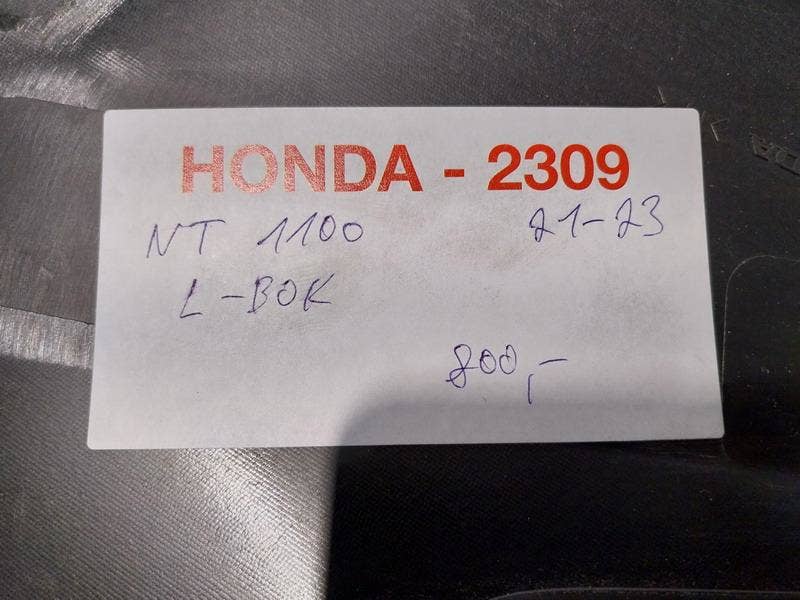 HONDA - 2309
NT 1100 21-23
L-BOK
800,-